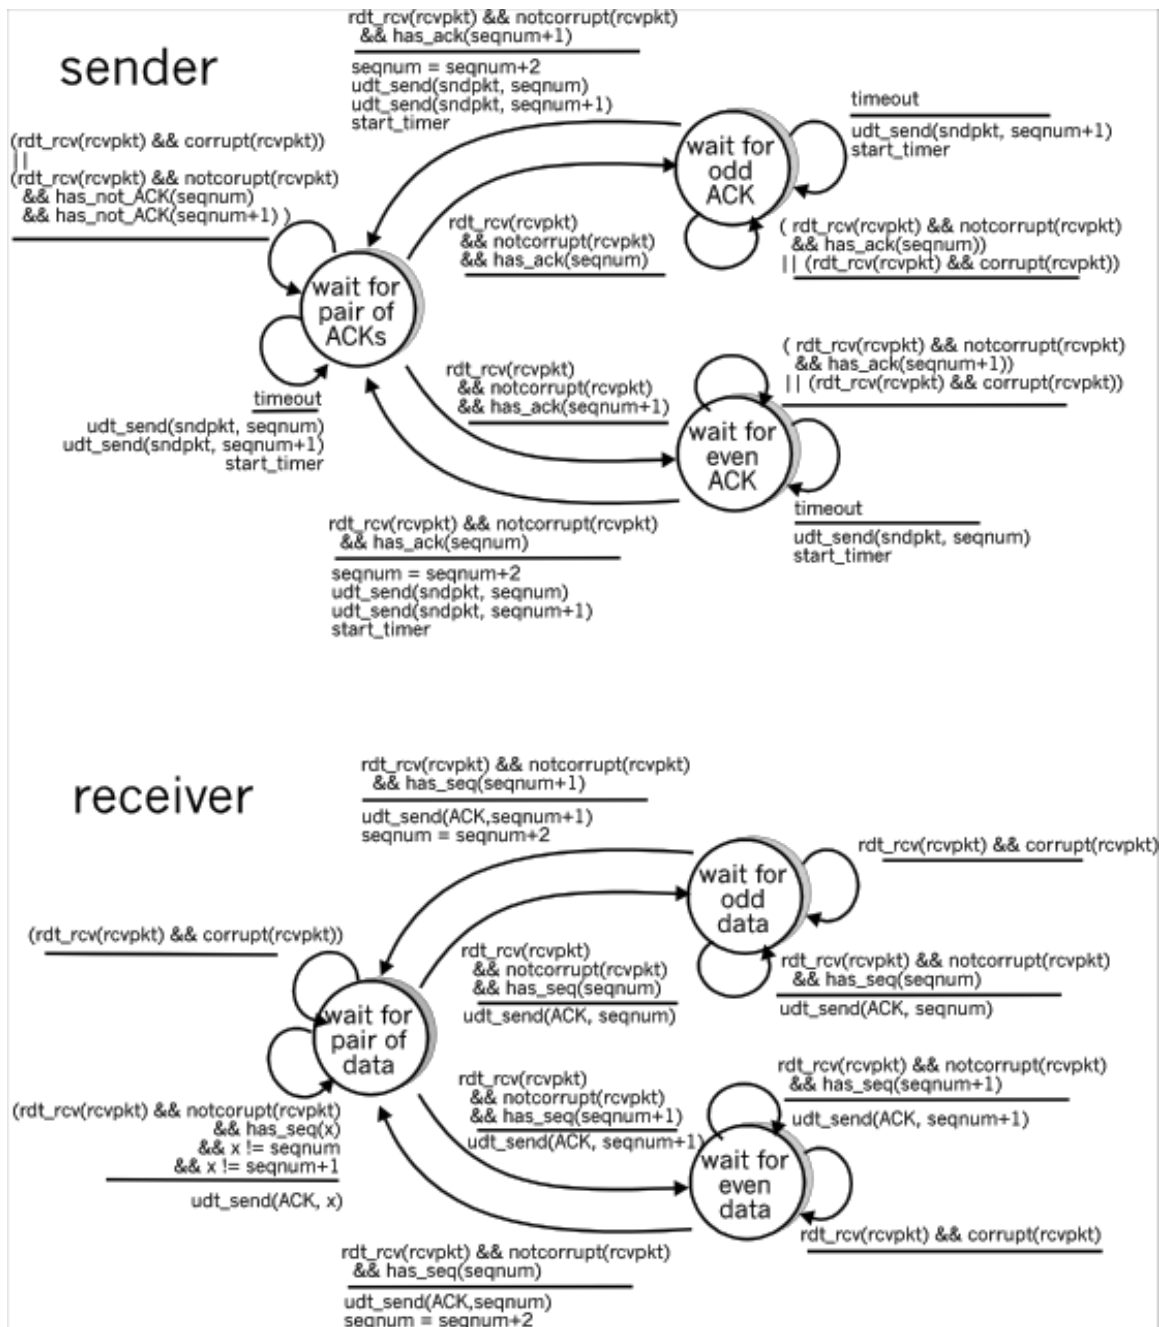 sender
rdt_rcv(rcvpkt) && notcorrupt(rcvpkt)
&& has_ack(seqnum+1)
seqnum = seqnum+2
udt_send(sndpkt, seqnum)
udt_send(sndpkt, seqnum+1)
start_timer
timeout
udt_send(sndpkt, seqnum+1)
start_timer
(rdt_rcv(rcvpkt) && corrupt(rcvpkt))
||
(rdt_rcv(rcvpkt) && notcorupt(rcvpkt)
&& has_not_ACK(seqnum)
&& has_not_ACK(seqnum+1) )
wait for
odd
ACK
rdt_rcv(rcvpkt)
&& notcorrupt(rcvpkt)
&& has_ack(seqnum)
( rdt_rcv(rcvpkt) && notcorrupt(rcvpkt)
&& has_ack(seqnum))
|| (rdt_rcv(rcvpkt) && corrupt(rcvpkt))
wait for
pair of
ACKs
rdt_rcv(rcvpkt)
&& notcorrupt(rcvpkt)
&& has_ack(seqnum+1)
( rdt_rcv(rcvpkt) && notcorrupt(rcvpkt)
&& has_ack(seqnum+1))
|| (rdt_rcv(rcvpkt) && corrupt(rcvpkt))
timeout
udt_send(sndpkt, seqnum)
udt_send(sndpkt, seqnum+1)
start_timer
wait for
even
ACK
timeout
udt_send(sndpkt, seqnum)
start_timer
rdt_rcv(rcvpkt) && notcorrupt(rcvpkt)
&& has_ack(seqnum)
seqnum = seqnum+2
udt_send(sndpkt, seqnum)
udt_send(sndpkt, seqnum+1)
start_timer
receiver
rdt_rcv(rcvpkt) && notcorrupt(rcvpkt)
&& has_seq(seqnum+1)
udt_send(ACK,seqnum+1)
seqnum = seqnum+2
rdt_rcv(rcvpkt) && corrupt(rcvpkt)
wait for
odd
data
(rdt_rcv(rcvpkt) && corrupt(rcvpkt))
rdt_rcv(rcvpkt)
&& notcorrupt(rcvpkt)
&& has_seq(seqnum)
udt_send(ACK, seqnum)
rdt_rcv(rcvpkt) && notcorrupt(rcvpkt)
&& has_seq(seqnum)
udt_send(ACK, seqnum)
wait for
pair of
data
rdt_rcv(rcvpkt)
&& notcorrupt(rcvpkt)
&& has_seq(seqnum+1)
udt_send(ACK, seqnum+1)
rdt_rcv(rcvpkt) && notcorrupt(rcvpkt)
&& has_seq(seqnum+1)
udt_send(ACK, seqnum+1)
(rdt_rcv(rcvpkt) && notcorupt(rcvpkt)
&& has_seq(x)
&& x != seqnum
&& x != seqnum+1
udt_send(ACK, x)
wait for
even
data
rdt_rcv(rcvpkt) && corrupt(rcvpkt)
rdt_rcv(rcvpkt) && notcorrupt(rcvpkt)
&& has_seq(seqnum)
udt_send(ACK,seqnum)
seqnum = seqnum+2